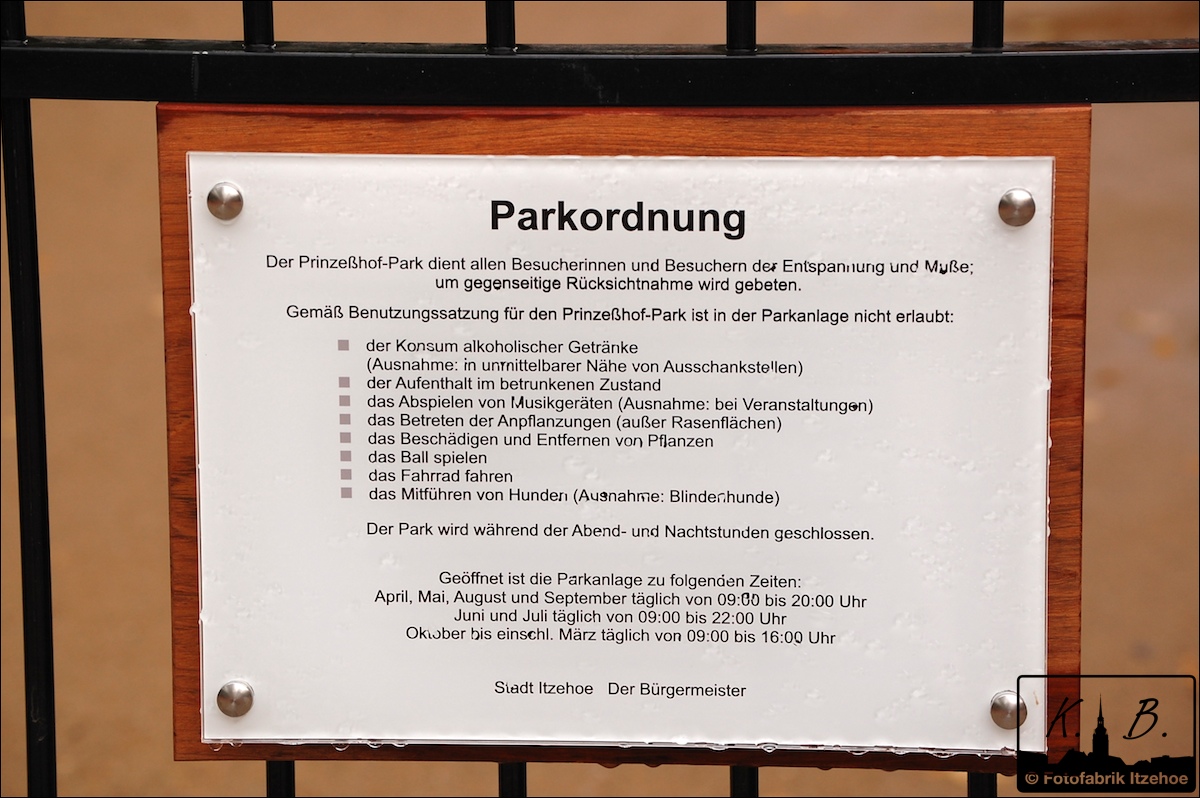 Parkordnung
Der Prinzeßhof-Park dient allen Besucherinnen und Besuchern der Entspannung und Muße;
um gegenseitige Rücksichtnahme wird gebeten.
Gemäß Benutzungssatzung für den Prinzeßhof-Park ist in der Parkanlage nicht erlaubt:
der Konsum alkoholischer Getränke
(Ausnahme: in unmittelbarer Nähe von Ausschankstellen)
der Aufenthalt im betrunkenen Zustand
das Abspielen von Musikgeräten (Ausnahme: bei Veranstaltungen)
das Betreten der Anpflanzungen (außer Rasenflächen)
das Beschädigen und Entfernen von Pflanzen
das Ball spielen
das Fahrrad fahren
das Mitführen von Hunden (Ausnahme: Blindenhunde)
Der Park wird während der Abend- und Nachtstunden geschlossen.
Geöffnet ist die Parkanlage zu folgenden Zeiten:
April, Mai, August und September täglich von 09:00 bis 20:00 Uhr
Juni und Juli täglich von 09:00 bis 22:00 Uhr
Oktober bis einschl. März täglich von 09:00 bis 16:00 Uhr
Stadt Itzehoe Der Bürgermeister
K. B.
© Fotofabrik Itzehoe